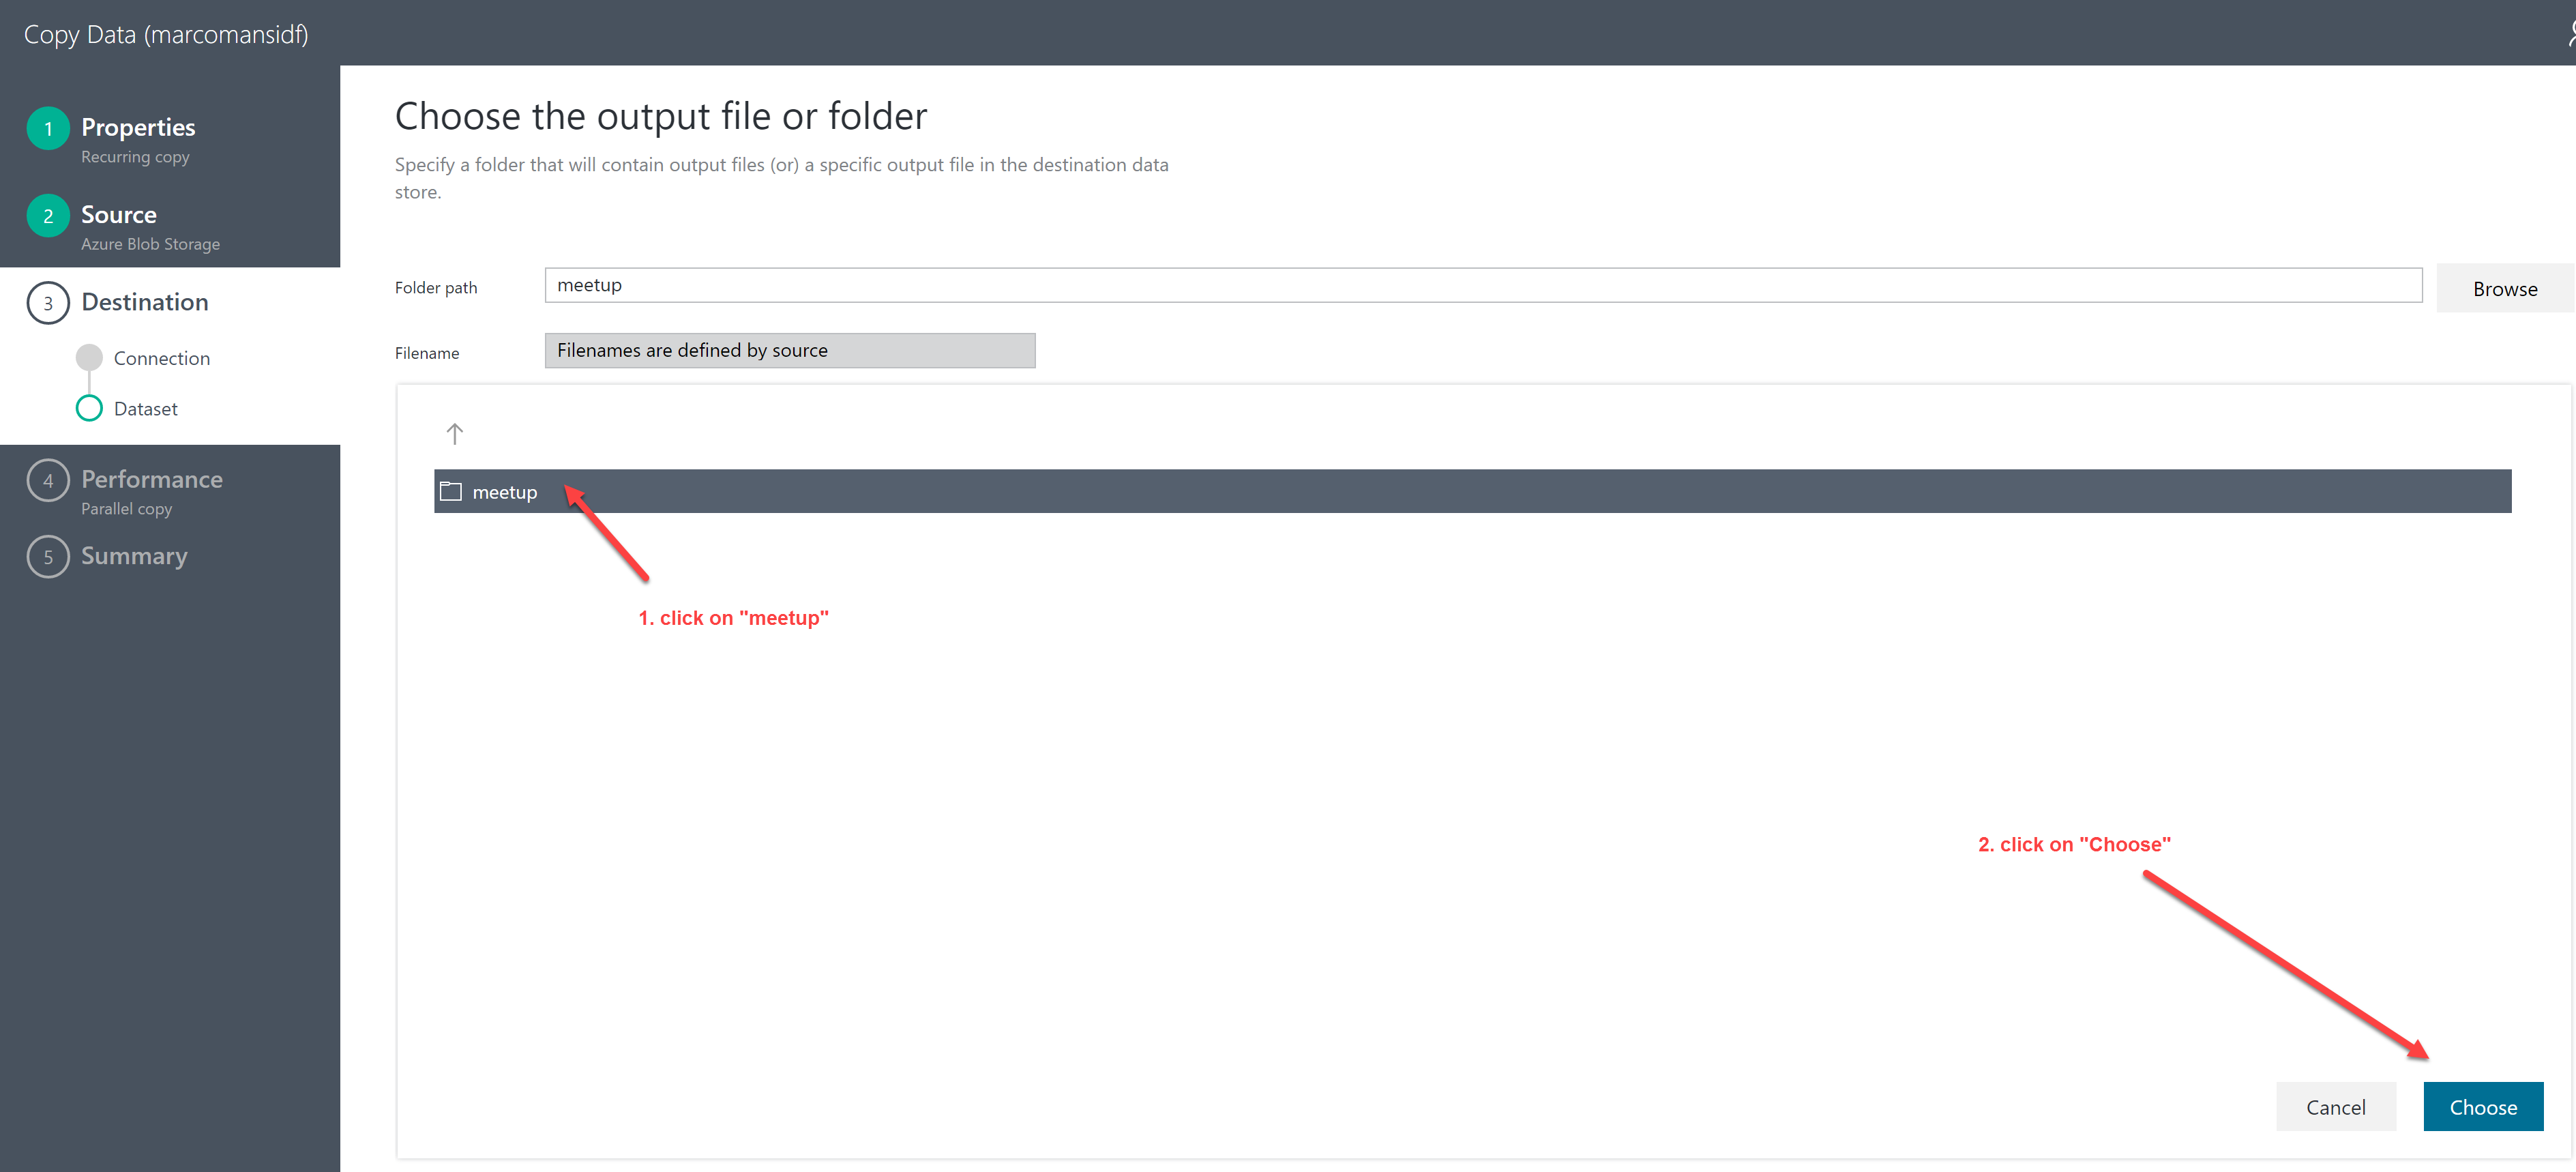 Copy Data (marcomansidf)
1 Properties
Recurring copy
2 Source
Azure Blob Storage
3 Destination
Connection
Dataset
4 Performance
Parallel copy
5 Summary
Choose the output file or folder
Specify a folder that will contain output files (or) a specific output file in the destination data
store.
Folder path meetup Browse
Filename Filenames are defined by source
meetup
1. click on "meetup"
2. click on "Choose"
Cancel Choose